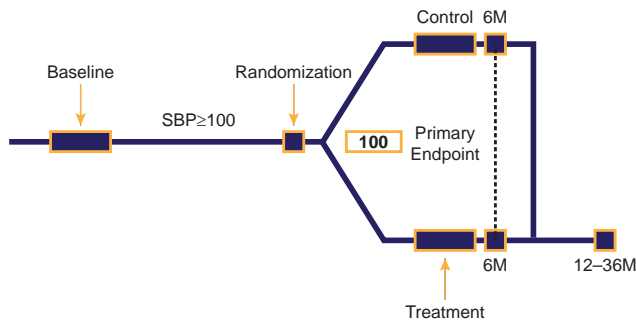 Control 6M
Baseline
Randomization
SBP≥100
100
Primary
Endpoint
6M
12–36M
Treatment